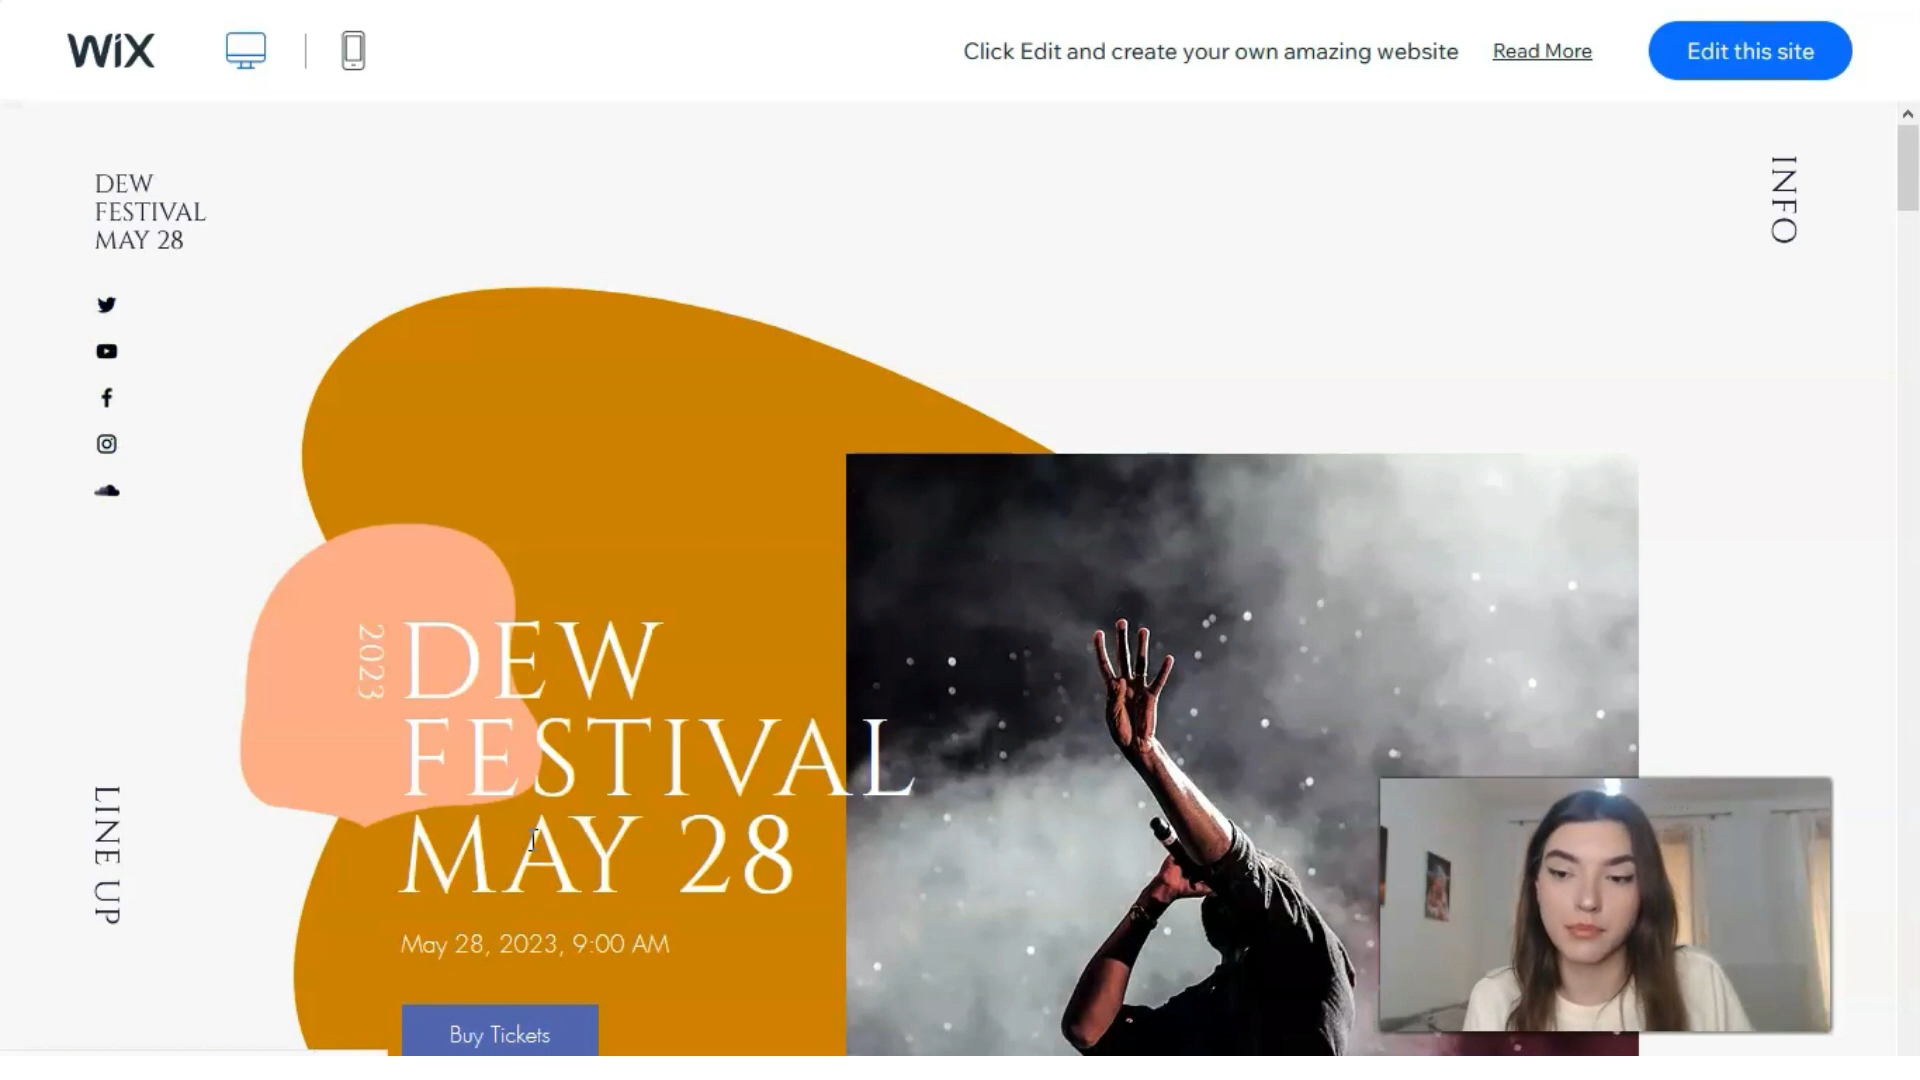 WiX
Click Edit and create your own amazing website
Read More
Edit this site
DEW
FESTIVAL
MAY 28
INFO
2023
DEW
FESTIVAL
MAY 28
LINE UP
May 28, 2023, 9:00 AM
Buy Tickets